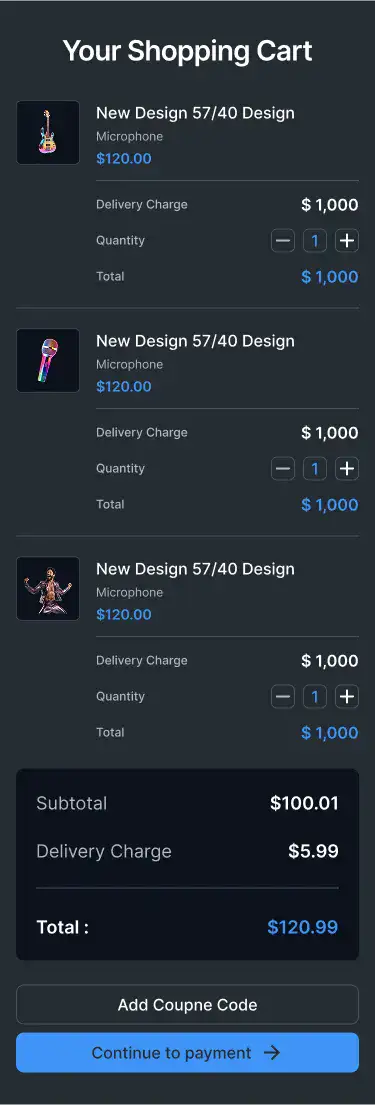 Your Shopping Cart
New Design 57/40 Design
Microphone
$120.00
Delivery Charge $ 1,000
Quantity 1
Total $ 1,000
New Design 57/40 Design
Microphone
$120.00
Delivery Charge $ 1,000
Quantity 1
Total $ 1,000
New Design 57/40 Design
Microphone
$120.00
Delivery Charge $ 1,000
Quantity 1
Total $ 1,000
Subtotal $100.01
Delivery Charge $5.99
Total : $120.99
Add Coupne Code
Continue to payment